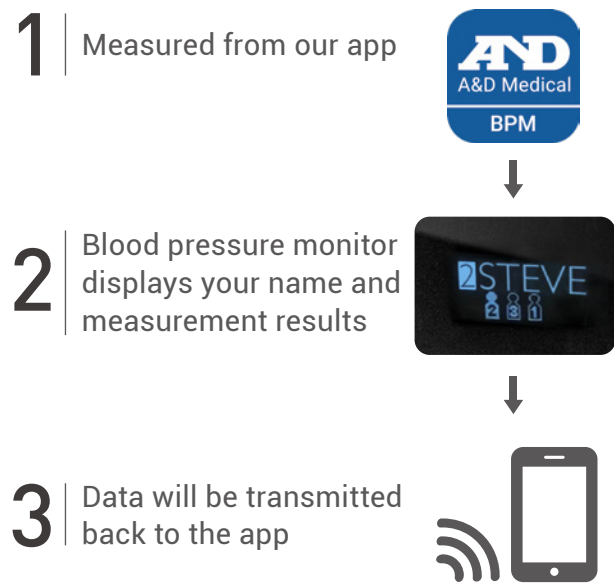 1
Measured from our app
AND
A&D Medical
BPM
2
Blood pressure monitor
displays your name and
measurement results
2STEVE
2 3 1
3
Data will be transmitted
back to the app